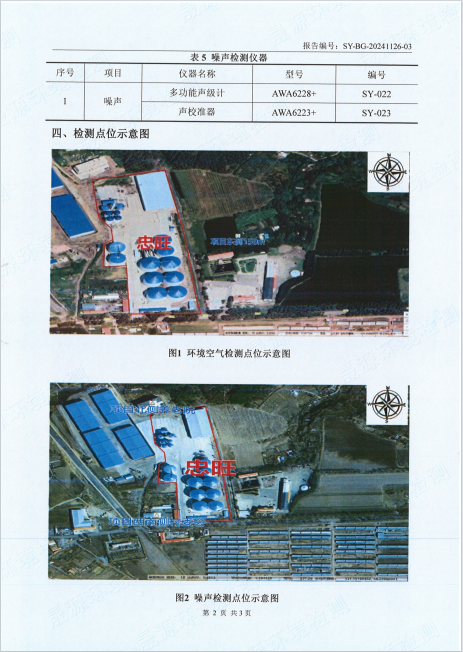 报告编号: SY-BG-20241126-03
表 5 噪声检测仪器
序号 项目 仪器名称 型号 编号
1 噪声 多功能声级计 AWA6228+ SY-022
声校准器 AWA6223+ SY-023
四、检测点位示意图
忠旺
图1 环境空气检测点位示意图
忠旺
图2 噪声检测点位示意图
第 2 页 共 3 页